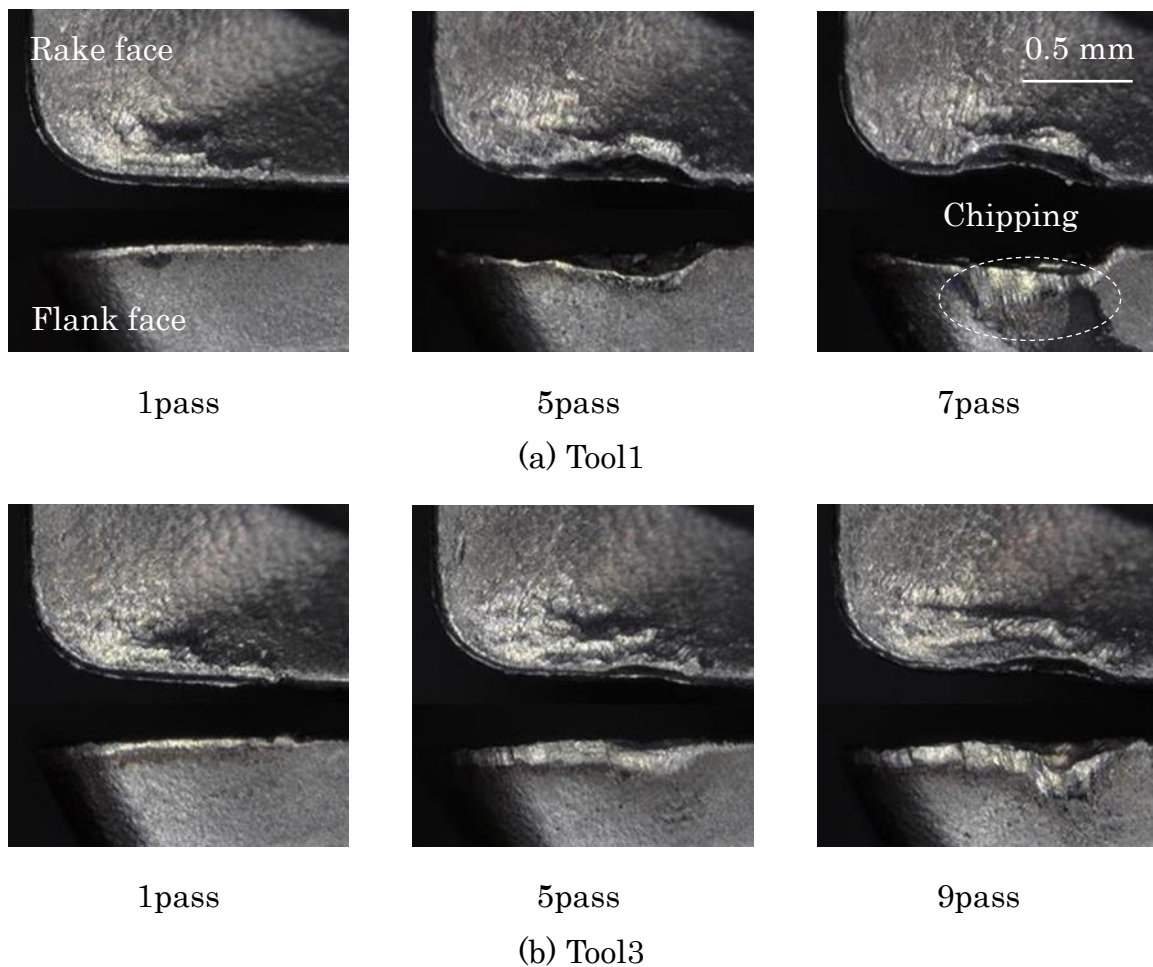 Rake face
0.5 mm
Chipping
Flank face
1pass
5pass
7pass
(a) Tool1
1pass
5pass
9pass
(b) Tool3